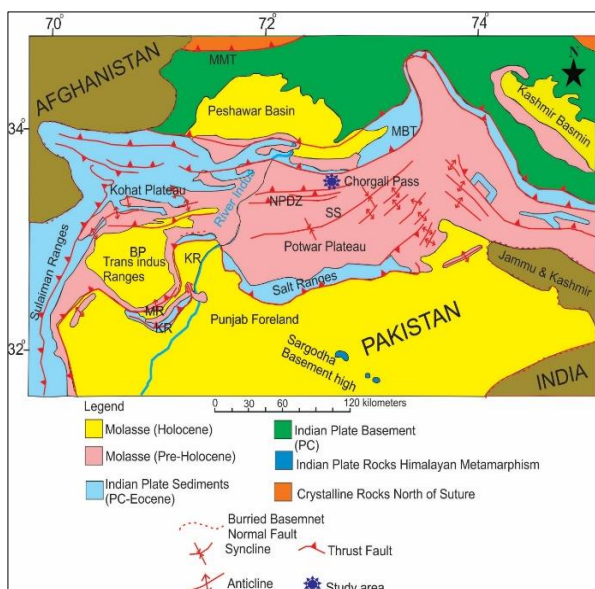 70°
72°
74°
N
AFGHANISTAN
MMT
Peshawar Basin
Kashmir
Basmin
34°
MBT
Kohat Plateau
River Indus
Chorgali Pass
NPDZ
SS
Potwar Plateau
BP
Trans indus
Ranges
KR
Sulaiman Ranges
Salt Ranges
Jammu & Kashmir
MR
KR
Punjab Foreland
PAKISTAN
32°
Sargodha
Basement high
INDIA
Legend
0 30 60 120 kilometers
Molasse (Holocene)
Indian Plate Basement
(PC)
Molasse (Pre-Holocene)
Indian Plate Rocks Himalayan Metamarphism
Indian Plate Sediments
(PC-Eocene)
Crystalline Rocks North of Suture
Burried Basemnet
Normal Fault
Syncline
Thrust Fault
Anticline
Study area